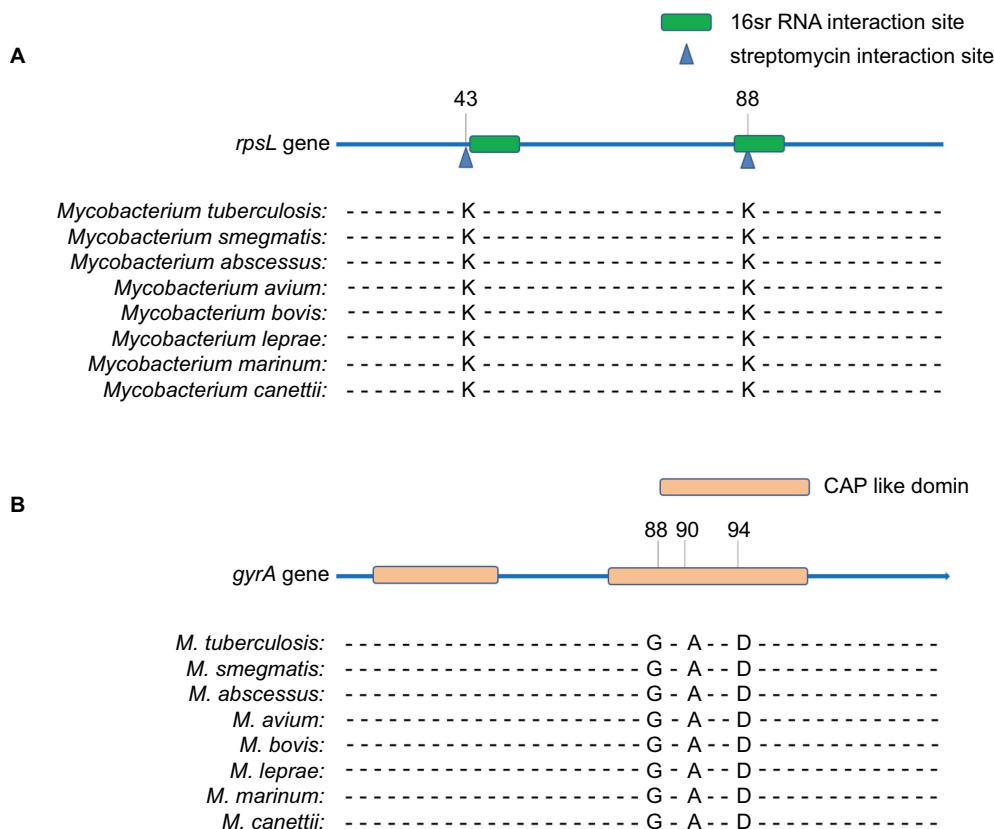 16sr RNA interaction site
streptomycin interaction site
A
43 88
rpsL gene
Mycobacterium tuberculosis: - - - - - - - - K - - - - - - - - - - - - - - - - - - K - - - - - - - - - - - - -
Mycobacterium smegmatis: - - - - - - - - K - - - - - - - - - - - - - - - - - - K - - - - - - - - - - - - -
Mycobacterium abscessus: - - - - - - - - K - - - - - - - - - - - - - - - - - - K - - - - - - - - - - - - -
Mycobacterium avium: - - - - - - - - K - - - - - - - - - - - - - - - - - - K - - - - - - - - - - - - -
Mycobacterium bovis: - - - - - - - - K - - - - - - - - - - - - - - - - - - K - - - - - - - - - - - - -
Mycobacterium leprae: - - - - - - - - K - - - - - - - - - - - - - - - - - - K - - - - - - - - - - - - -
Mycobacterium marinum: - - - - - - - - K - - - - - - - - - - - - - - - - - - K - - - - - - - - - - - - -
Mycobacterium canettii: - - - - - - - - K - - - - - - - - - - - - - - - - - - K - - - - - - - - - - - - -
CAP like domin
B
88 90 94
gyrA gene
M. tuberculosis: - - - - - - - - - - - - - - - - - - - - - G - A - - D - - - - - - - - - - - - -
M. smegmatis: - - - - - - - - - - - - - - - - - - - - - G - A - - D - - - - - - - - - - - - -
M. abscessus: - - - - - - - - - - - - - - - - - - - - - G - A - - D - - - - - - - - - - - - -
M. avium: - - - - - - - - - - - - - - - - - - - - - G - A - - D - - - - - - - - - - - - -
M. bovis: - - - - - - - - - - - - - - - - - - - - - G - A - - D - - - - - - - - - - - - -
M. leprae: - - - - - - - - - - - - - - - - - - - - - G - A - - D - - - - - - - - - - - - -
M. marinum: - - - - - - - - - - - - - - - - - - - - - G - A - - D - - - - - - - - - - - - -
M. canettii: - - - - - - - - - - - - - - - - - - - - - G - A - - D - - - - - - - - - - - - -